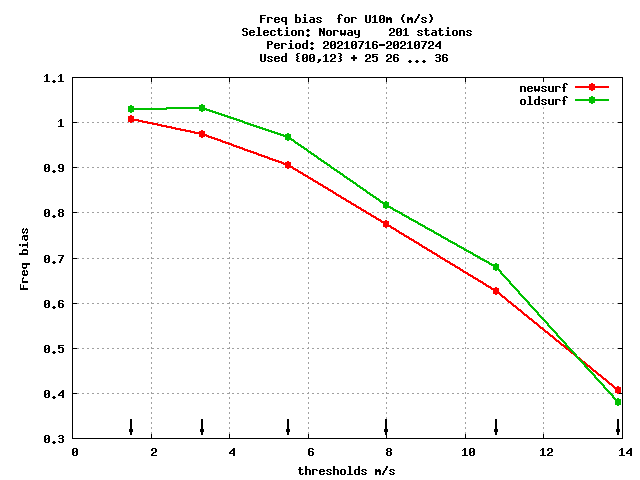 Freq bias  for U10m (m/s)
Selection: Norway    201 stations
Period: 20210716-20210724
Used {00,12} + 25 26 ... 36
newsurf
oldsurf
1.1
1
0.9
0.8
0.7
0.6
0.5
0.4
0.3
Freq bias
0 2 4 6 8 10 12 14
thresholds m/s